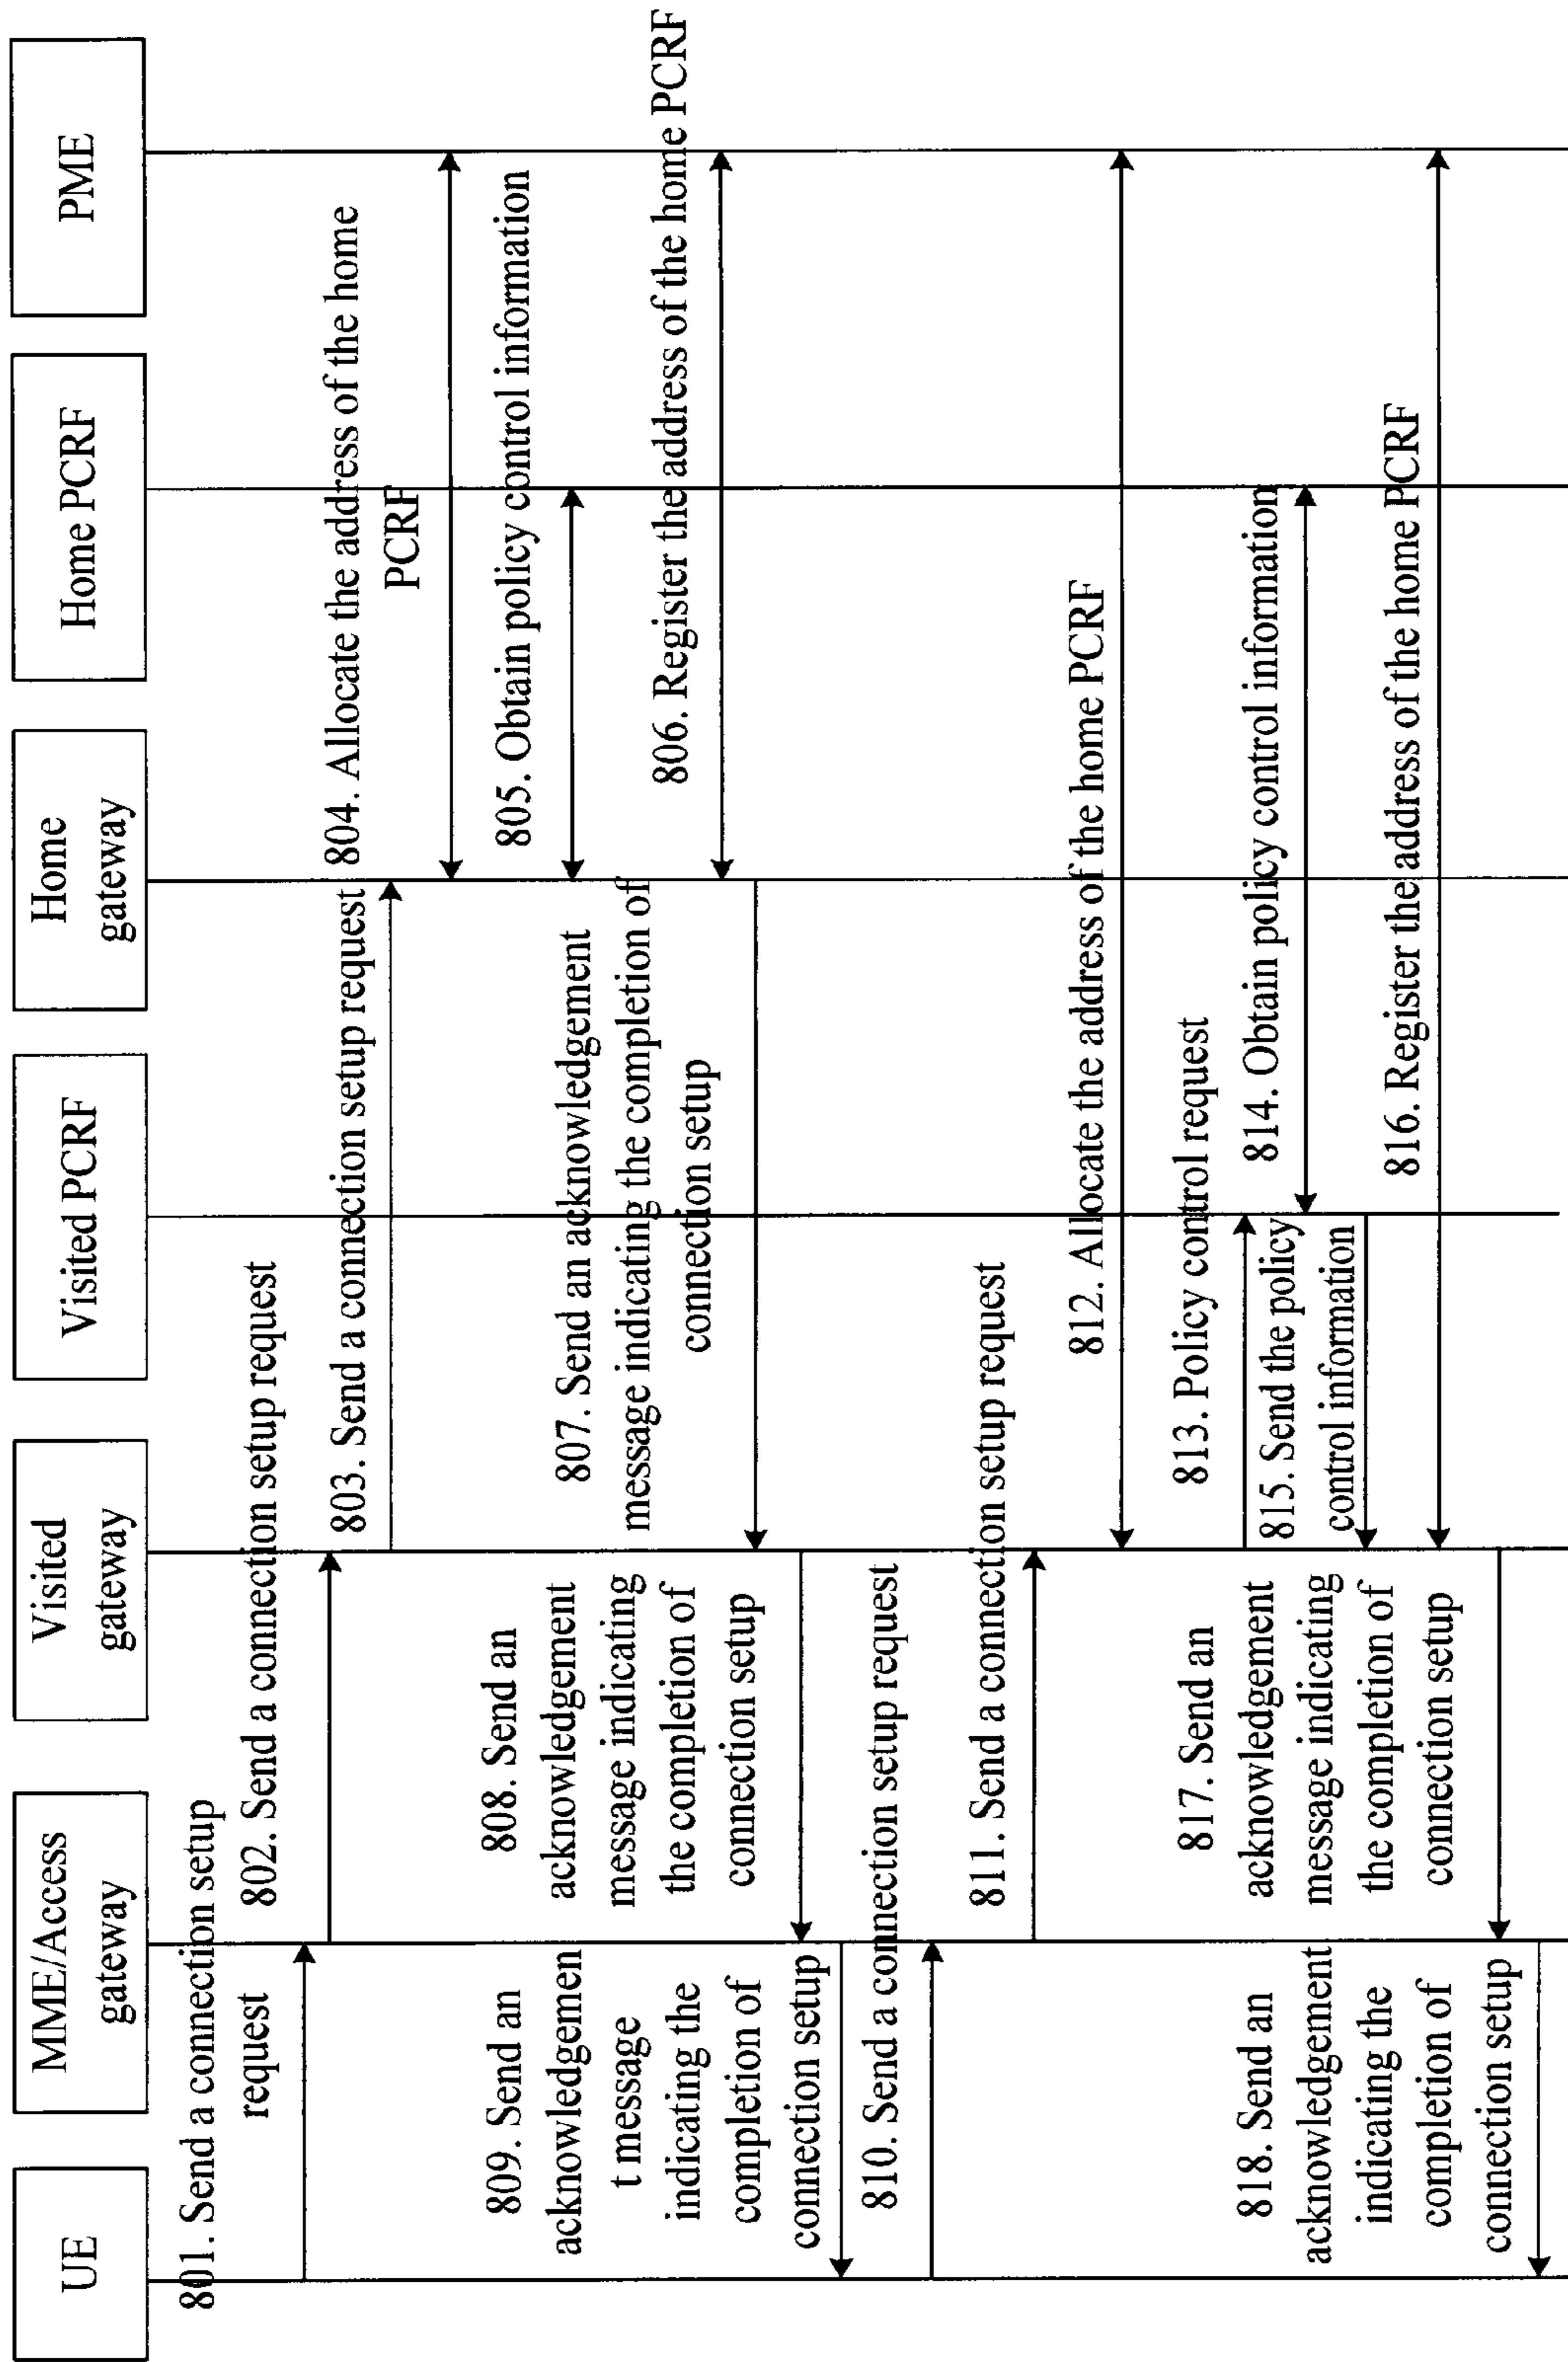 UE
MME/Access
gateway
Visited
gateway
Visited PCRF
Home
gateway
Home PCRF
PME
801. Send a connection setup
request
802. Send a connection setup request
803. Send a connection setup request
804. Allocate the address of the home
PCRF
805. Obtain policy control information
806. Register the address of the home PCRF
807. Send an acknowledgement
message indicating the completion of
connection setup
808. Send an
acknowledgement
message indicating
the completion of
connection setup
809. Send an
acknowledgemen
t message
indicating the
completion of
connection setup
810. Send a connection setup request
811. Send a connection setup request
812. Allocate the address of the home PCRF
813. Policy control request
814. Obtain policy control information
815. Send the policy
control information
816. Register the address of the home PCRF
817. Send an
acknowledgement
message indicating
the completion of
connection setup
818. Send an
acknowledgement
indicating the
completion of
connection setup